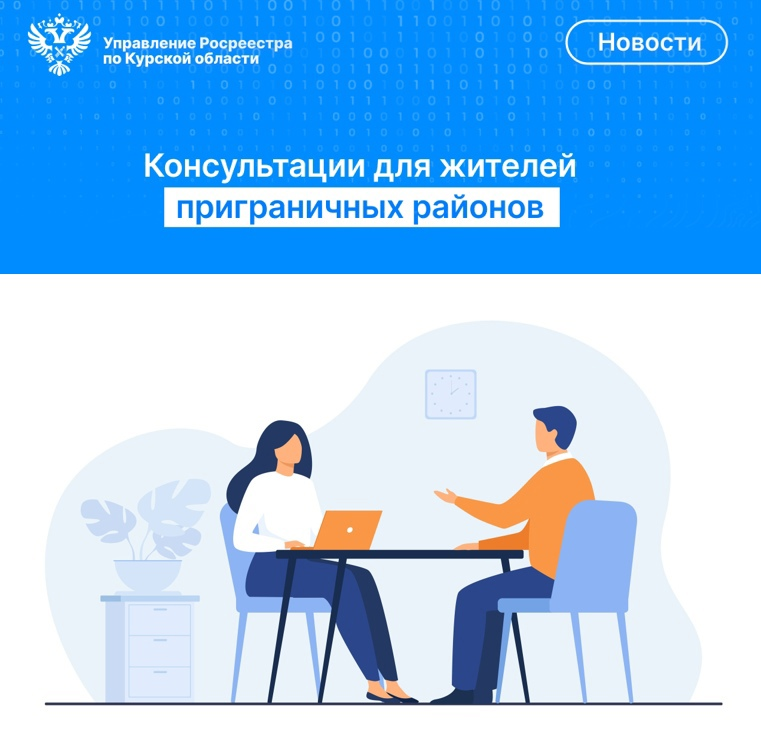 Управление Росреестра
по Курской области
Новости
Консультации для жителей
приграничных районов